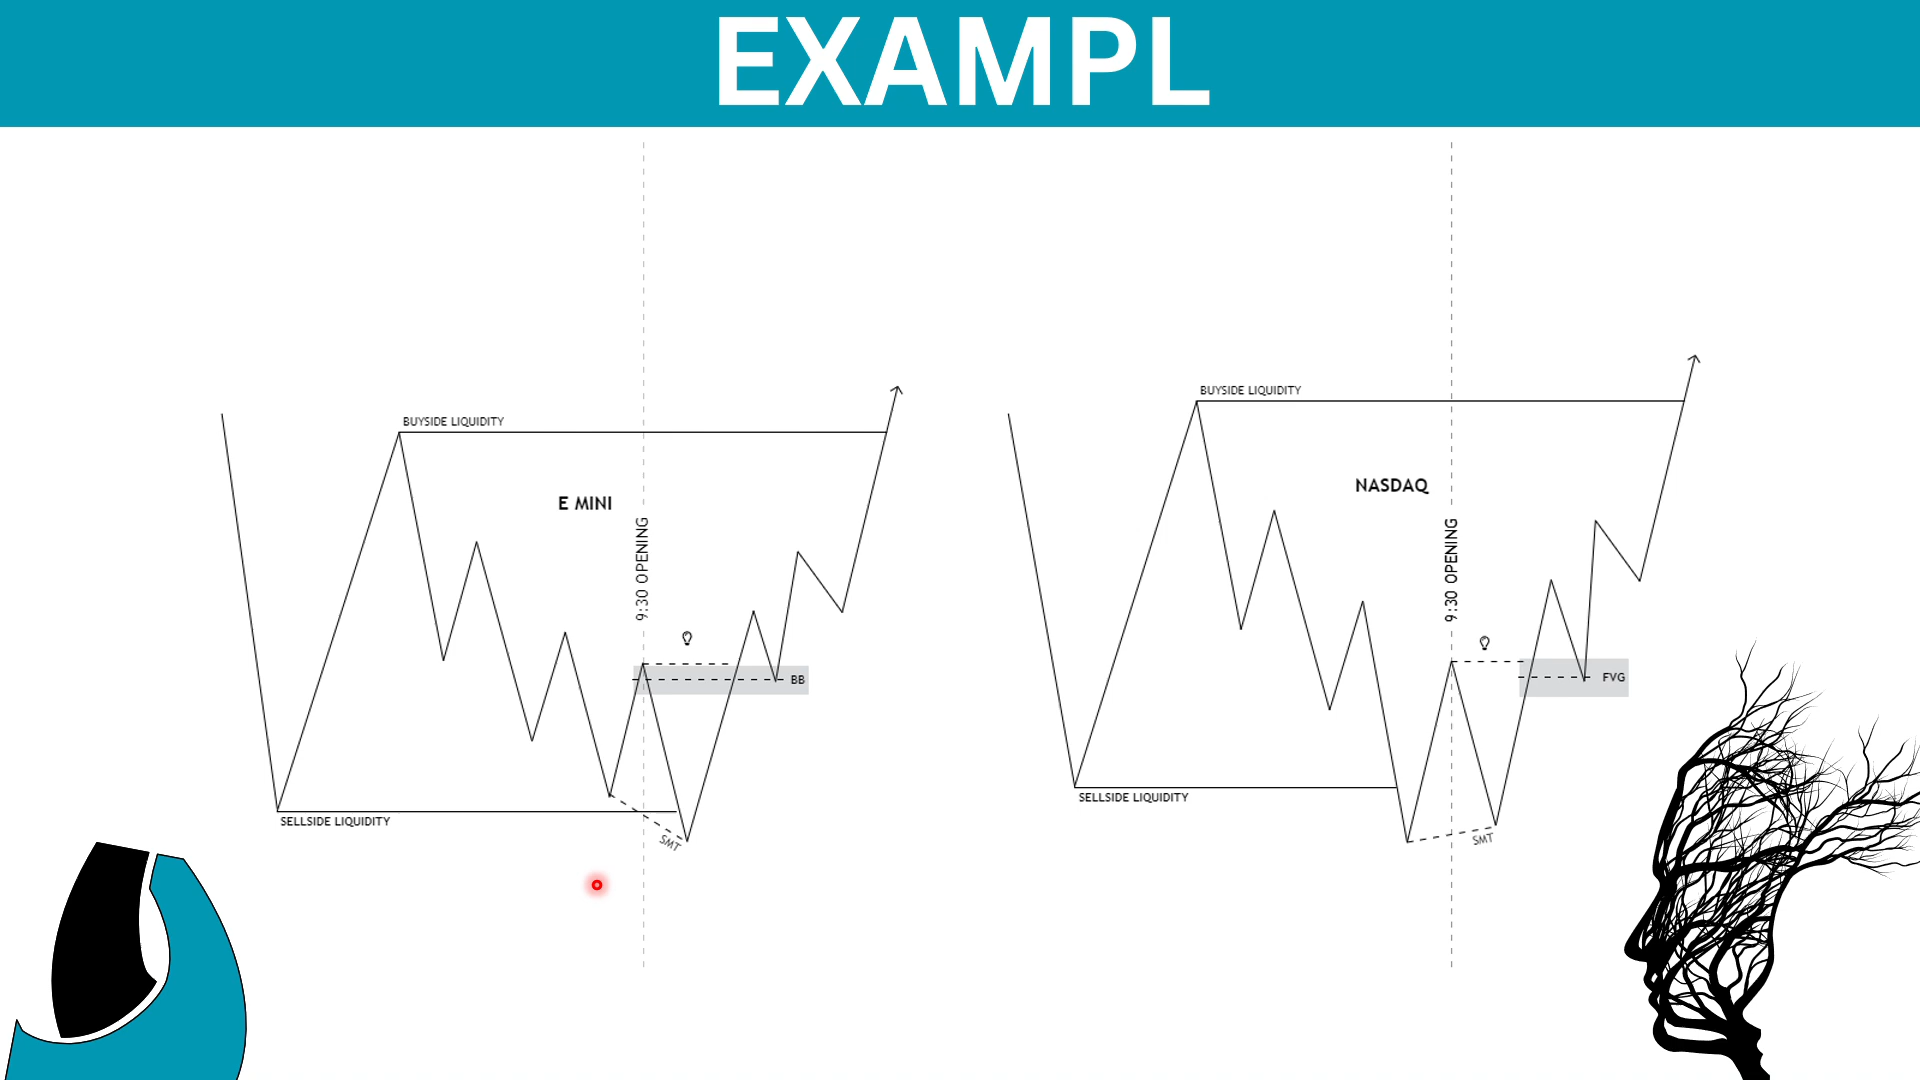 EXAMPL
BUYSIDE LIQUIDITY
E MINI
9:30 OPENING
BB
SELLSIDE LIQUIDITY
SMT
BUYSIDE LIQUIDITY
NASDAQ
9:30 OPENING
FVG
SELLSIDE LIQUIDITY
SMT